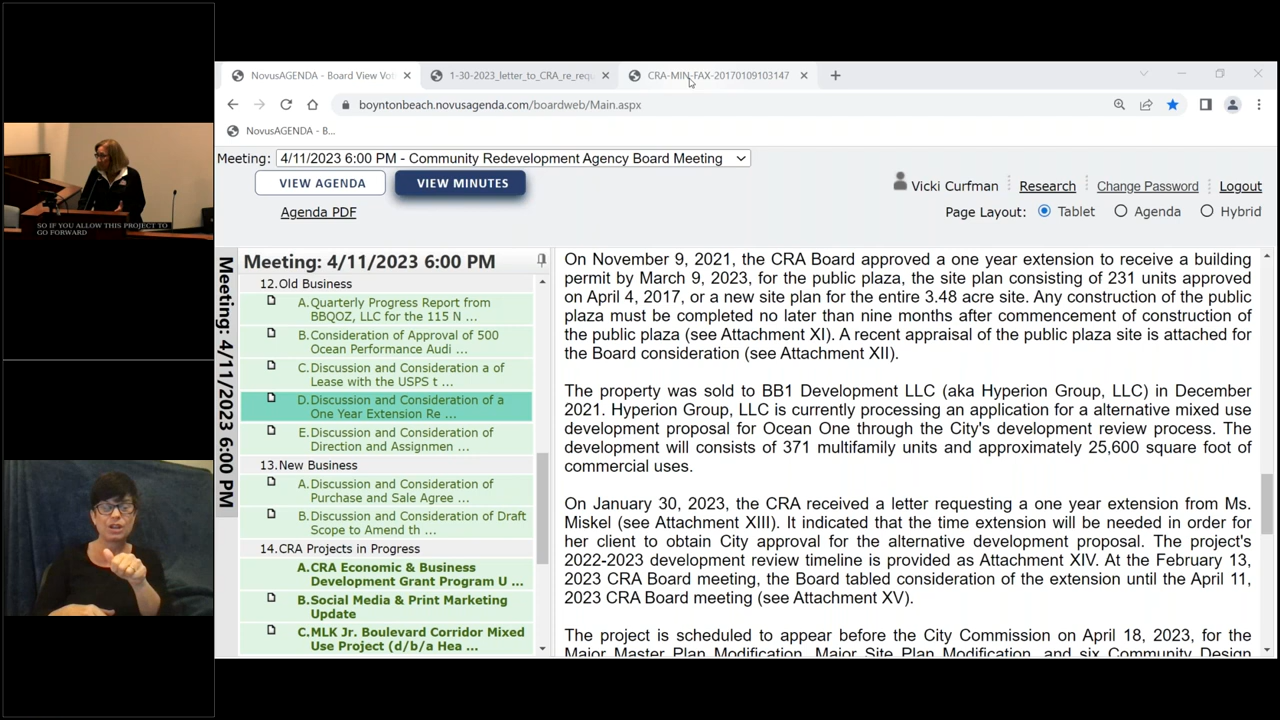 NovusAGENDA - Board View Vot
1-30-2023_letter_to_CRA_re_requ
CRA-MIN-FAX-20170109103147
boyntonbeach.novusagenda.com/boardweb/Main.aspx
NovusAGENDA - B...
Meeting: 4/11/2023 6:00 PM - Community Redevelopment Agency Board Meeting
VIEW AGENDA
VIEW MINUTES
Agenda PDF
Vicki Curfman
Research
Change Password
Logout
Page Layout: Tablet Agenda Hybrid
SO IF YOU ALLOW THIS PROJECT TO
GO FORWARD
Meeting: 4/11/2023 6:00 PM
Meeting: 4/11/2023 6:00 PM
12.Old Business
A.Quarterly Progress Report from
BBQOZ, LLC for the 115 N ...
B.Consideration of Approval of 500
Ocean Performance Audi ...
C.Discussion and Consideration a of
Lease with the USPS t ...
D.Discussion and Consideration of a
One Year Extension Re ...
E.Discussion and Consideration of
Direction and Assignmen ...
13.New Business
A.Discussion and Consideration of
Purchase and Sale Agree ...
B.Discussion and Consideration of Draft
Scope to Amend th ...
14.CRA Projects in Progress
A.CRA Economic & Business
Development Grant Program U ...
B.Social Media & Print Marketing
Update
C.MLK Jr. Boulevard Corridor Mixed
Use Project (d/b/a Hea ...
On November 9, 2021, the CRA Board approved a one year extension to receive a building
permit by March 9, 2023, for the public plaza, the site plan consisting of 231 units approved
on April 4, 2017, or a new site plan for the entire 3.48 acre site. Any construction of the public
plaza must be completed no later than nine months after commencement of construction of
the public plaza (see Attachment XI). A recent appraisal of the public plaza site is attached for
the Board consideration (see Attachment XII).
The property was sold to BB1 Development LLC (aka Hyperion Group, LLC) in December
2021. Hyperion Group, LLC is currently processing an application for a alternative mixed use
development proposal for Ocean One through the City's development review process. The
development will consists of 371 multifamily units and approximately 25,600 square foot of
commercial uses.
On January 30, 2023, the CRA received a letter requesting a one year extension from Ms.
Miskel (see Attachment XIII). It indicated that the time extension will be needed in order for
her client to obtain City approval for the alternative development proposal. The project's
2022-2023 development review timeline is provided as Attachment XIV. At the February 13,
2023 CRA Board meeting, the Board tabled consideration of the extension until the April 11,
2023 CRA Board meeting (see Attachment XV).
The project is scheduled to appear before the City Commission on April 18, 2023, for the
Major Master Plan Modification, Major Site Plan Modification, and six Community Design